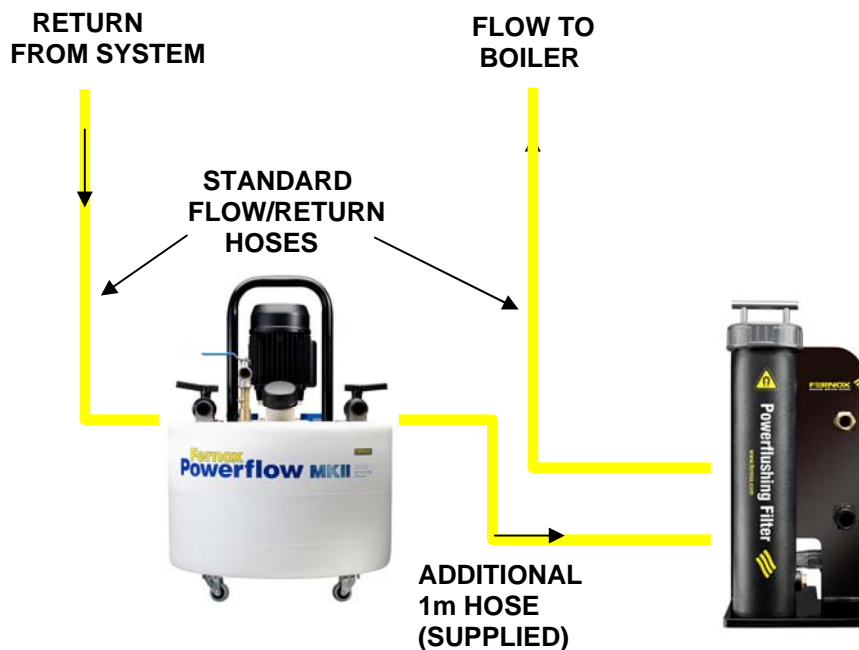 RETURN
FROM SYSTEM
FLOW TO
BOILER
STANDARD
FLOW/RETURN
HOSES
Fernox
Powerflow MKII
FERNOX
Powerflushing Filter
www.fernox.com
ADDITIONAL
1m HOSE
(SUPPLIED)